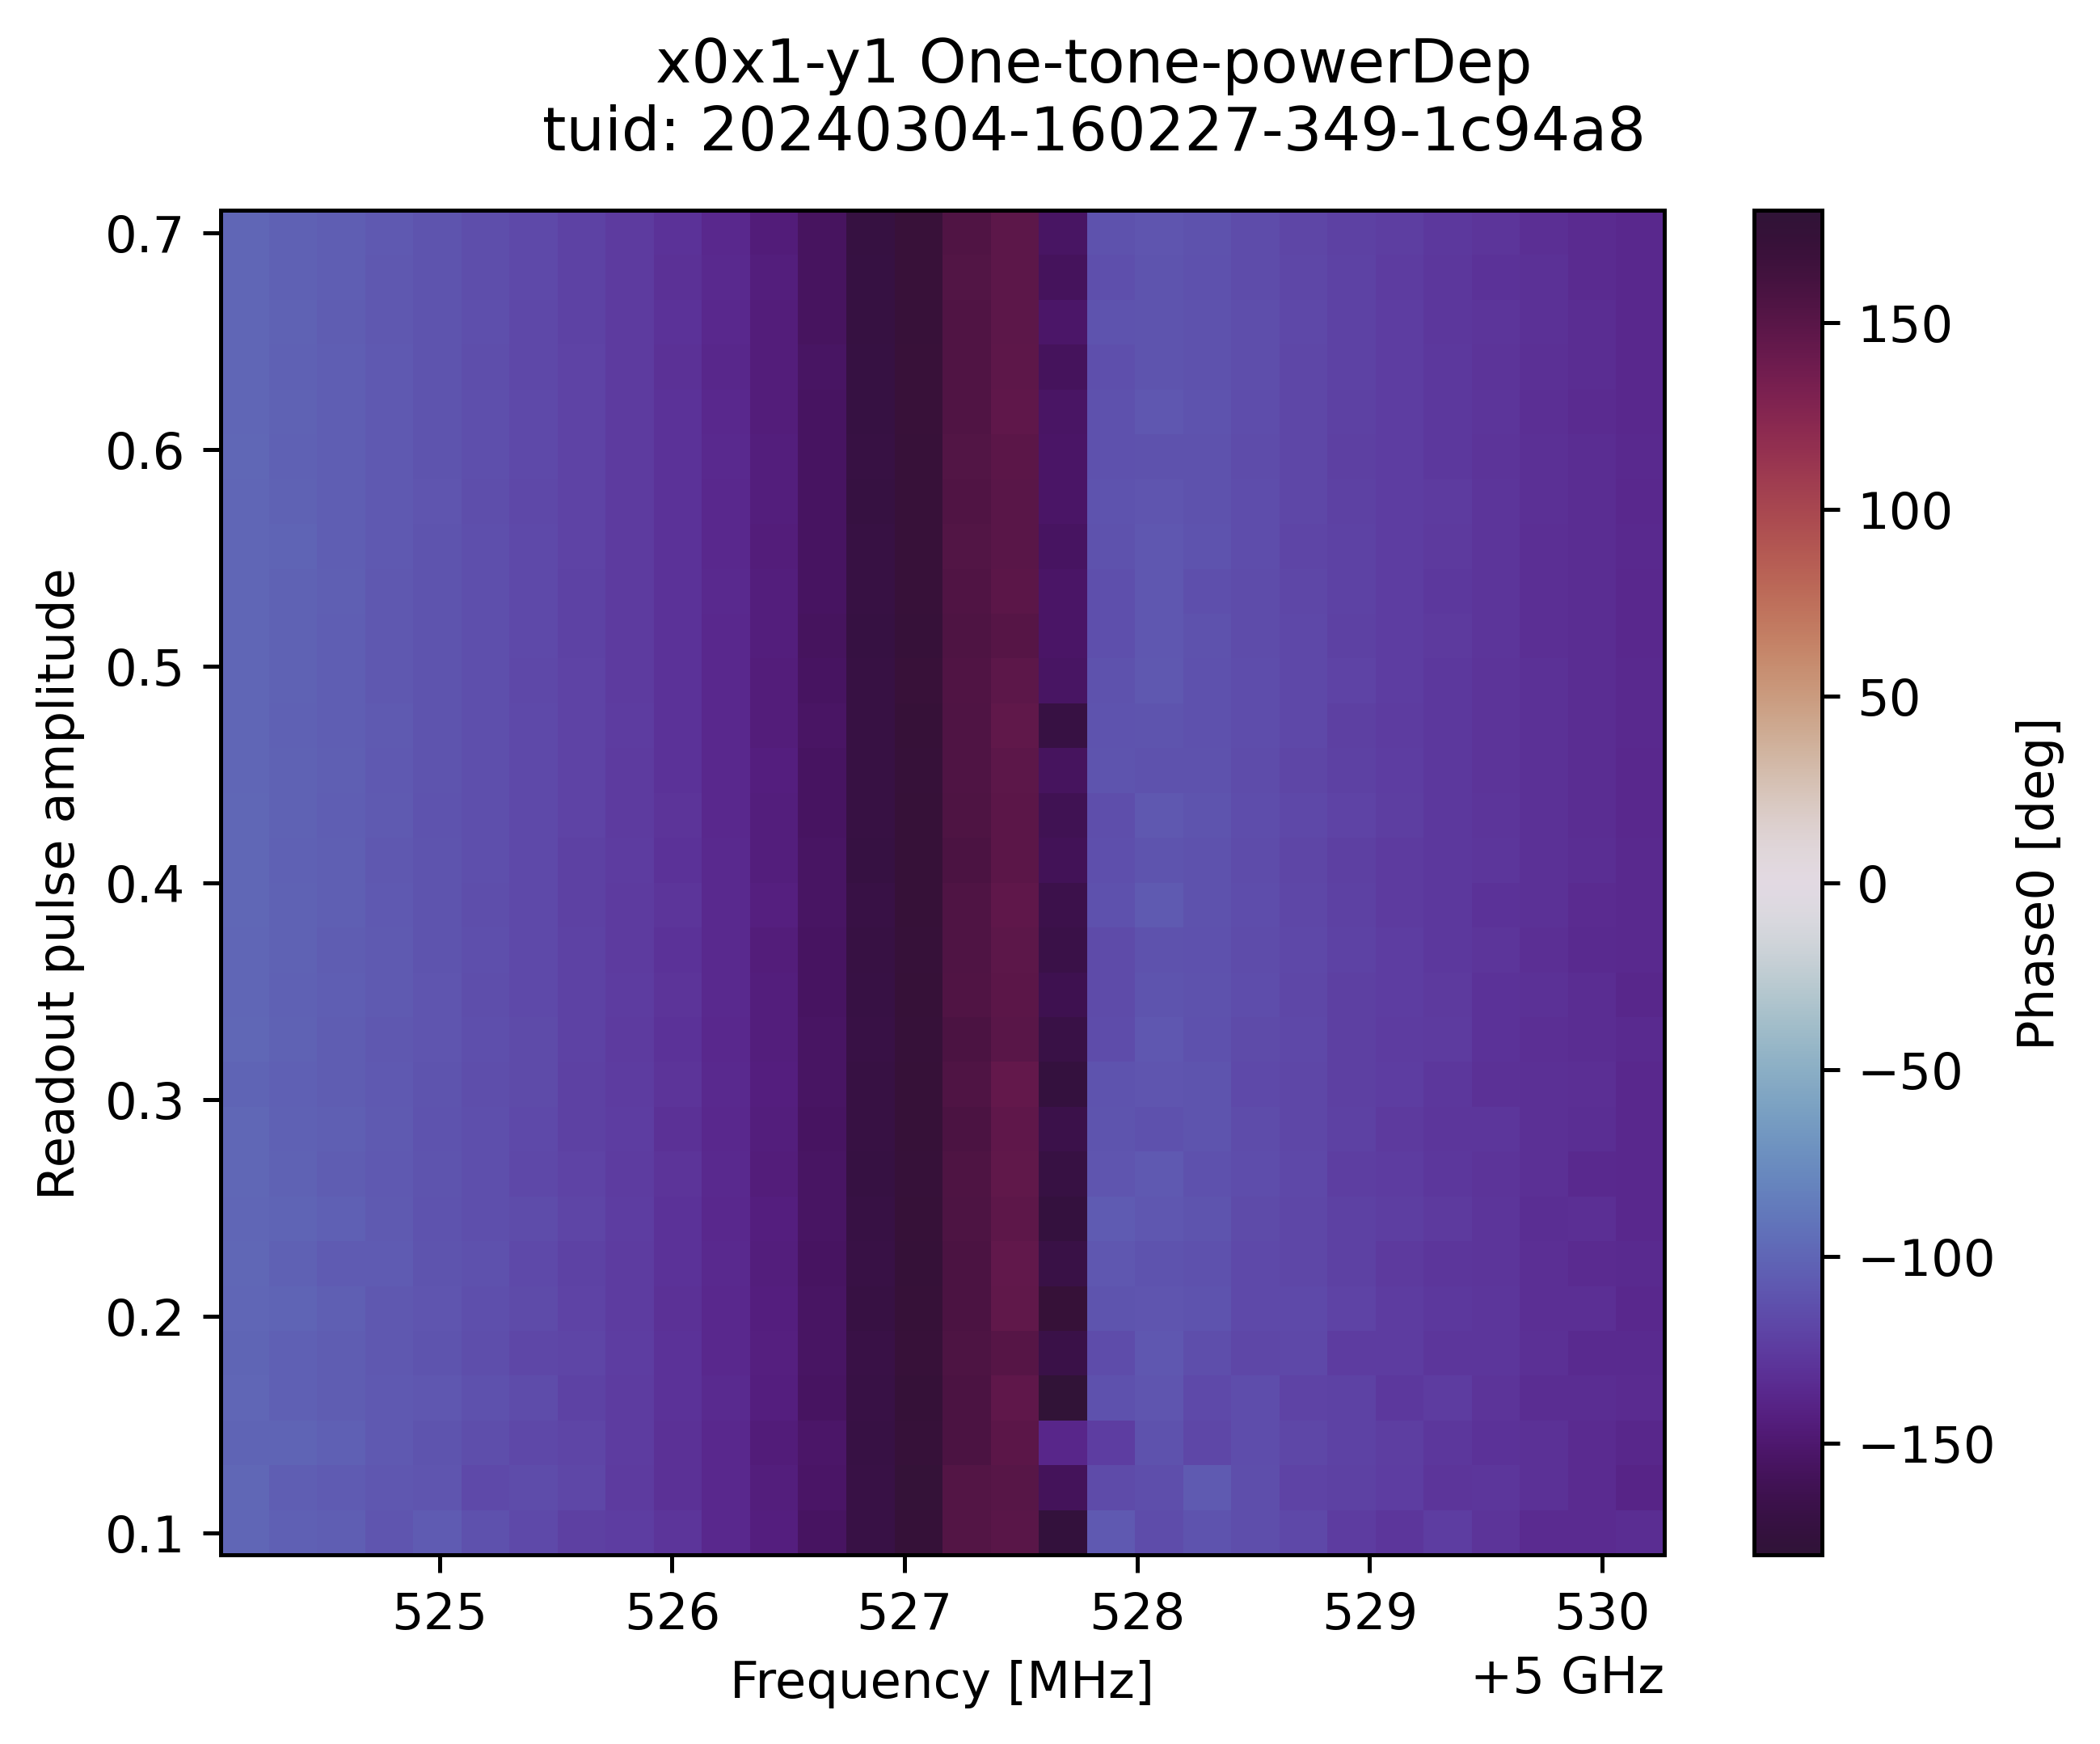 x0x1-y1 One-tone-powerDep
tuid: 20240304-160227-349-1c94a8
Readout pulse amplitude
0.7
0.6
0.5
0.4
0.3
0.2
0.1
525 526 527 528 529 530
Frequency [MHz]
+5 GHz
150
100
50
0
−50
−100
−150
Phase0 [deg]